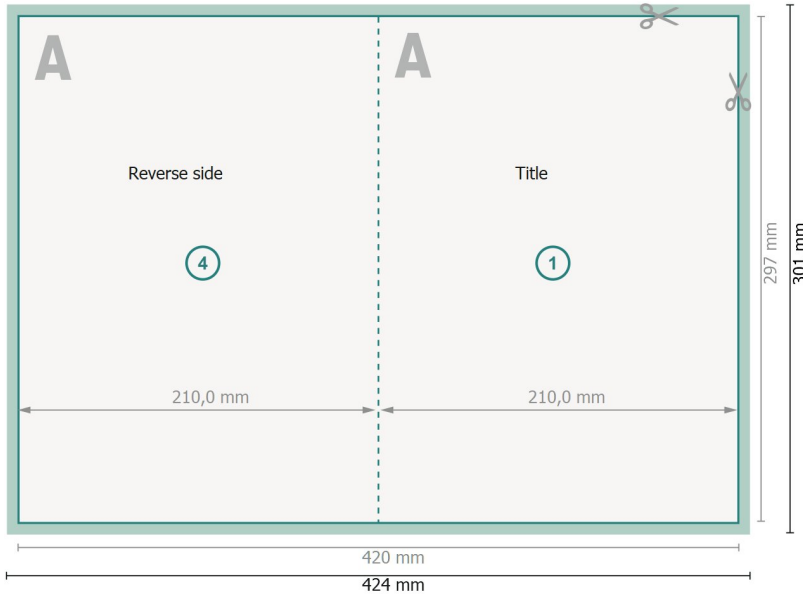 A
A
Reverse side
Title
4
1
297 mm
301 mm
210,0 mm
210,0 mm
420 mm
424 mm